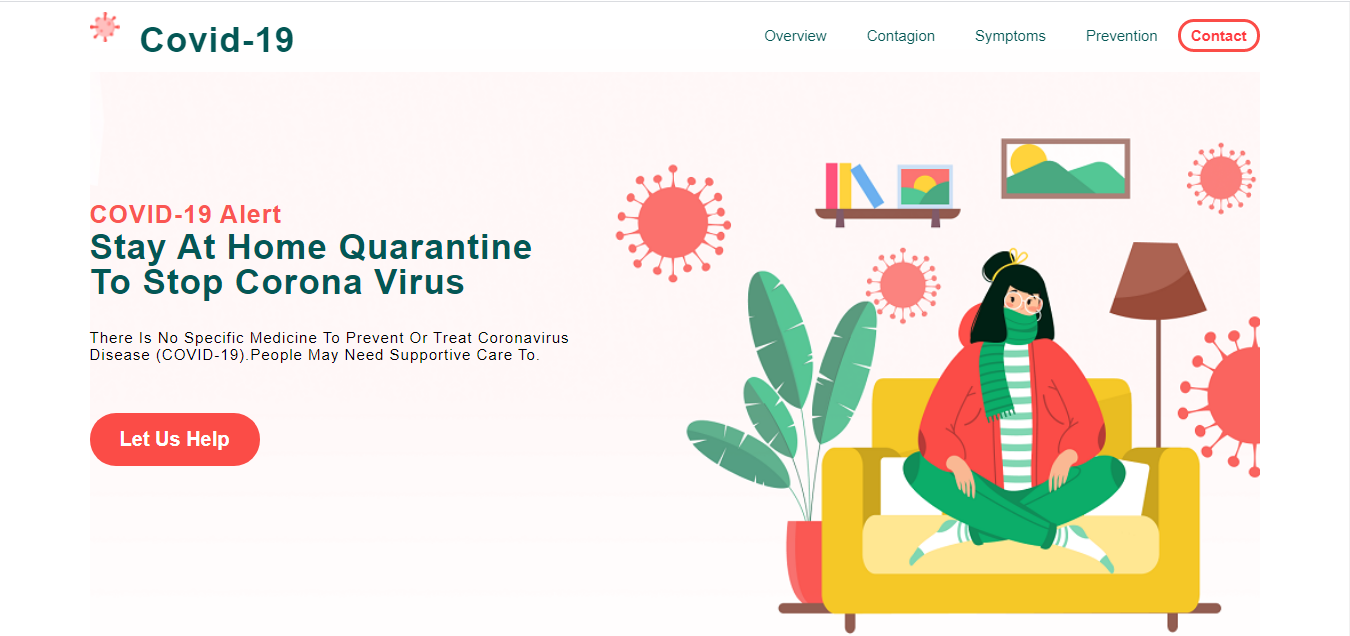 Covid-19
Overview
Contagion
Symptoms
Prevention
Contact
COVID-19 Alert
Stay At Home Quarantine
To Stop Corona Virus
There Is No Specific Medicine To Prevent Or Treat Coronavirus
Disease (COVID-19).People May Need Supportive Care To.
Let Us Help